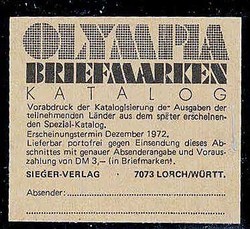 OLYMPIA
BRIEFMARKEN
KATALOG
Vorabdruck der Katalogisierung der Ausgaben der
teilnehmenden Länder aus dem später erscheinen-
den Spezial-Katalog.
Erscheinungstermin Dezember 1972.
Lieferbar portofrei gegen Einsendung dieses Ab-
schnittes mit genauer Absenderangabe und Voraus-
zahlung von DM 3,– (in Briefmarken).
SIEGER-VERLAG · 7073 LORCH/WÜRTT.
Absender: